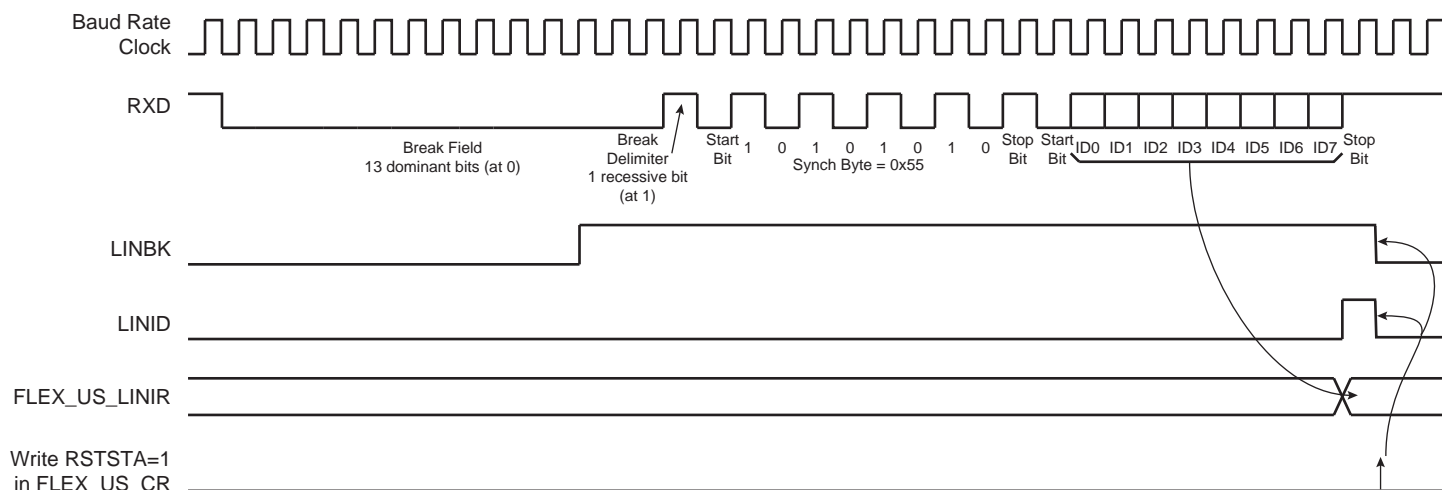 Baud Rate
Clock
RXD
Break Field
13 dominant bits (at 0)
Break
Delimiter
1 recessive bit
(at 1)
Start
Bit
1 0 1 0 1 0 1 0
Synch Byte = 0x55
Stop
Bit
Start
Bit
ID0 ID1 ID2 ID3 ID4 ID5 ID6 ID7
Stop
Bit
LINBK
LINID
FLEX_US_LINIR
Write RSTSTA=1
in FLEX_US_CR